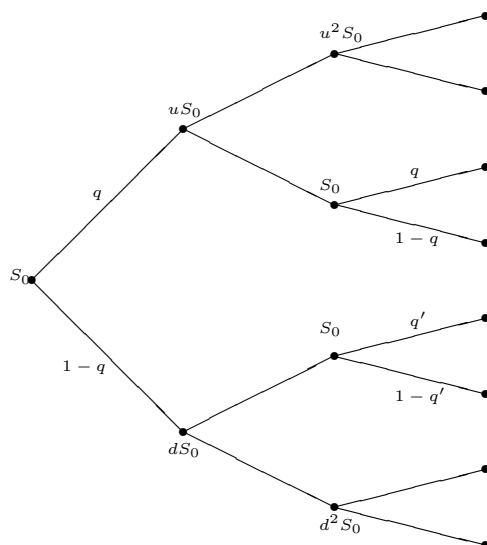 u²S₀
uS₀
q
q
S₀
1 − q
S₀
q′
S₀
1 − q
1 − q′
dS₀
d²S₀